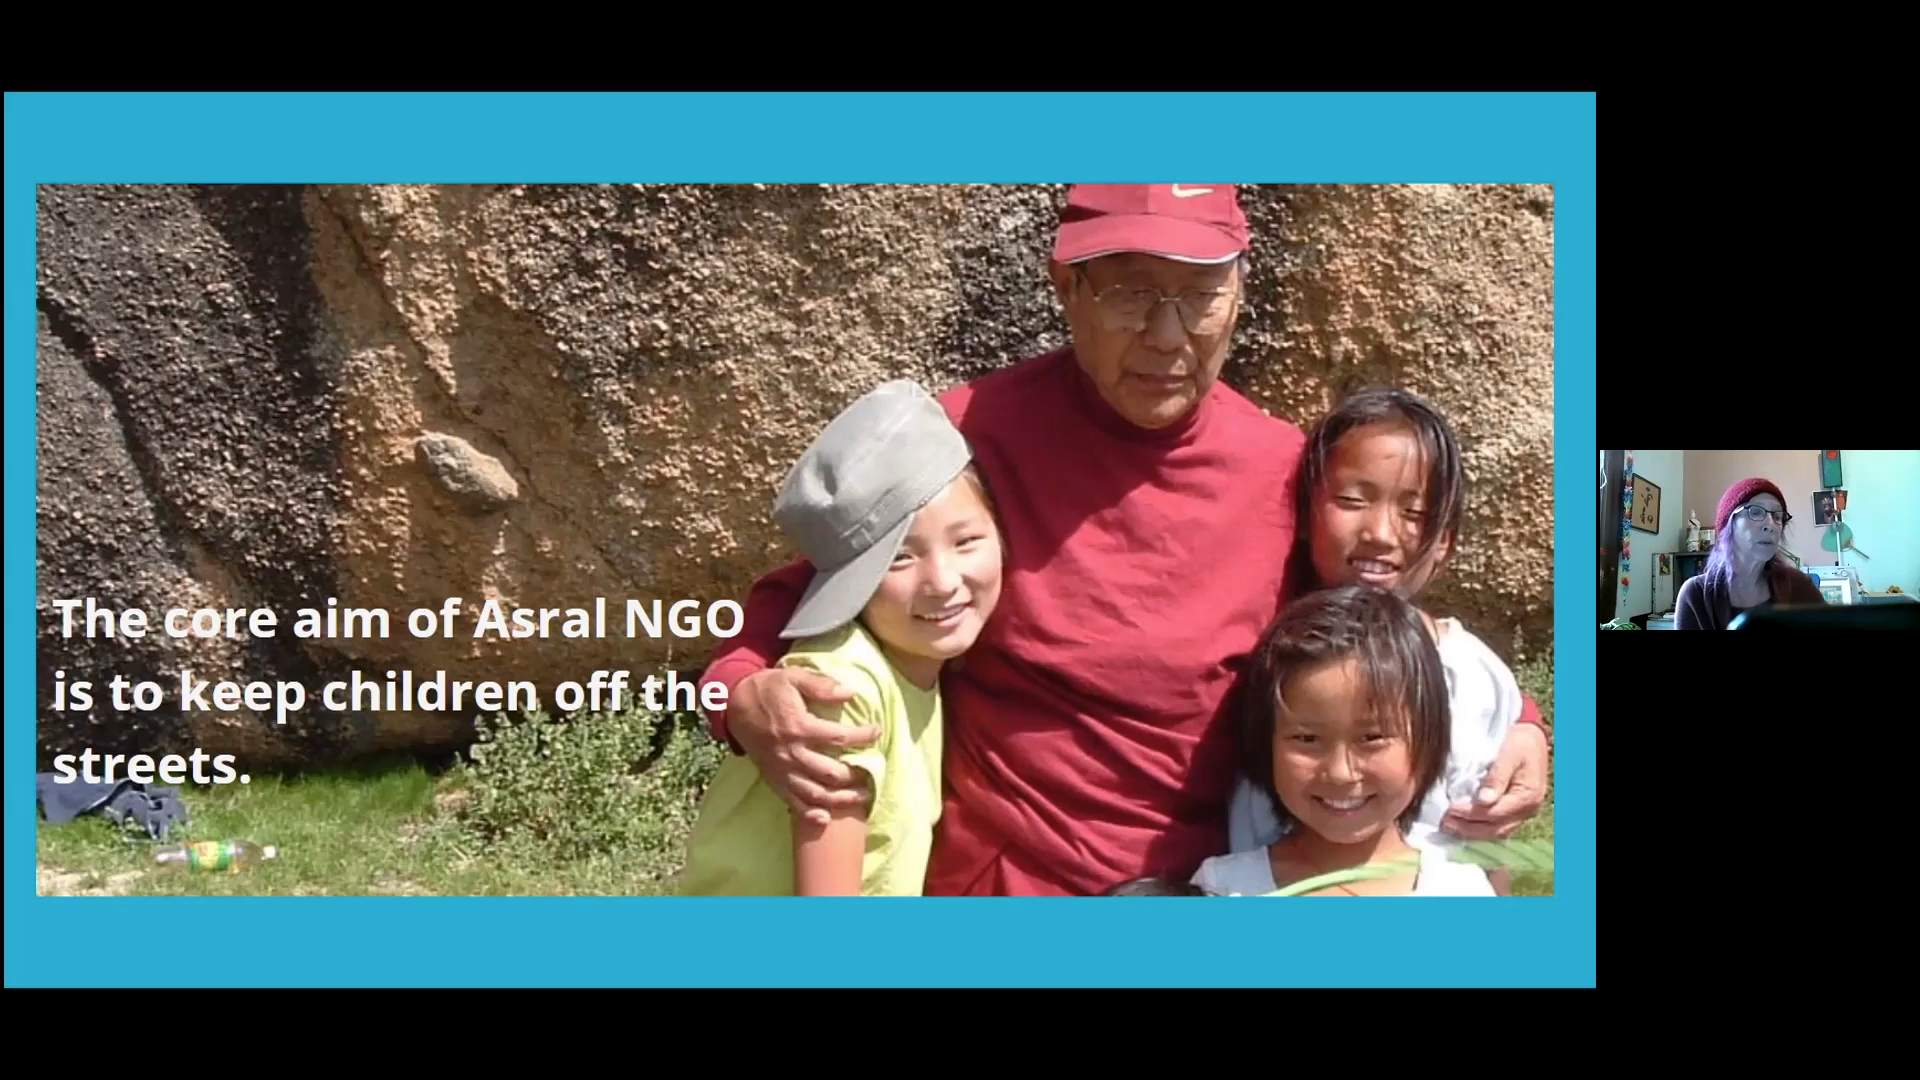 The core aim of Asral NGO
is to keep children off the
streets.